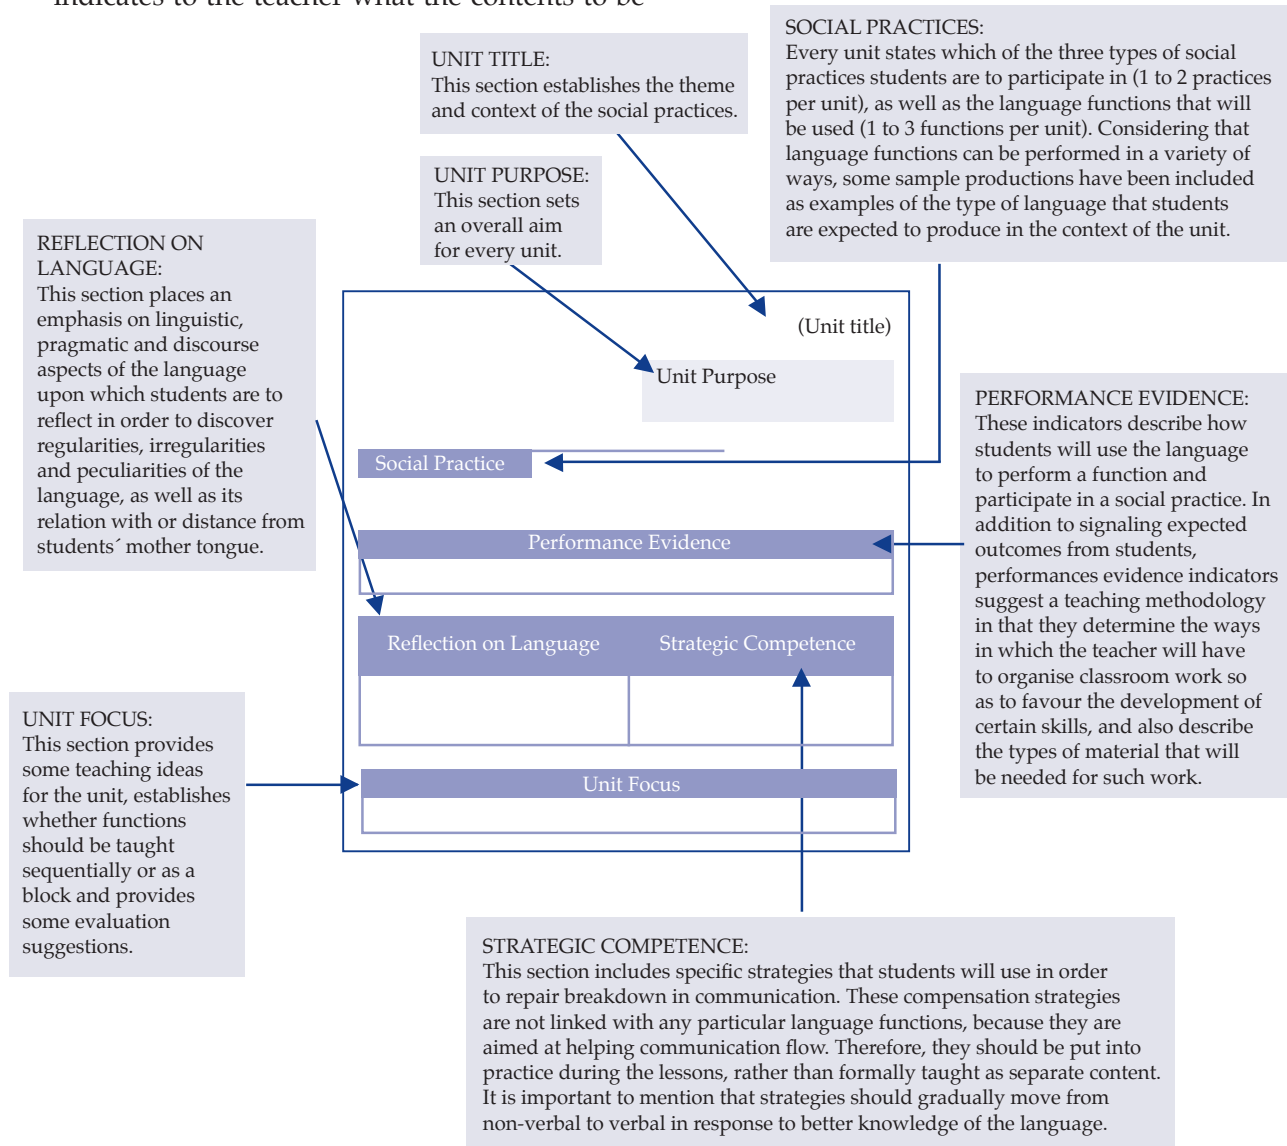 indicates to the teacher what the contents to be
UNIT TITLE:
This section establishes the theme
and context of the social practices.
SOCIAL PRACTICES:
Every unit states which of the three types of social
practices students are to participate in (1 to 2 practices
per unit), as well as the language functions that will
be used (1 to 3 functions per unit). Considering that
language functions can be performed in a variety of
ways, some sample productions have been included
as examples of the type of language that students
are expected to produce in the context of the unit.
UNIT PURPOSE:
This section sets
an overall aim
for every unit.
REFLECTION ON
LANGUAGE:
This section places an
emphasis on linguistic,
pragmatic and discourse
aspects of the language
upon which students are to
reflect in order to discover
regularities, irregularities
and peculiarities of the
language, as well as its
relation with or distance from
students´ mother tongue.
(Unit title)
Unit Purpose
Social Practice
Performance Evidence
Reflection on Language
Strategic Competence
Unit Focus
PERFORMANCE EVIDENCE:
These indicators describe how
students will use the language
to perform a function and
participate in a social practice. In
addition to signaling expected
outcomes from students,
performances evidence indicators
suggest a teaching methodology
in that they determine the ways
in which the teacher will have
to organise classroom work so
as to favour the development of
certain skills, and also describe
the types of material that will
be needed for such work.
UNIT FOCUS:
This section provides
some teaching ideas
for the unit, establishes
whether functions
should be taught
sequentially or as a
block and provides
some evaluation
suggestions.
STRATEGIC COMPETENCE:
This section includes specific strategies that students will use in order
to repair breakdown in communication. These compensation strategies
are not linked with any particular language functions, because they are
aimed at helping communication flow. Therefore, they should be put into
practice during the lessons, rather than formally taught as separate content.
It is important to mention that strategies should gradually move from
non-verbal to verbal in response to better knowledge of the language.